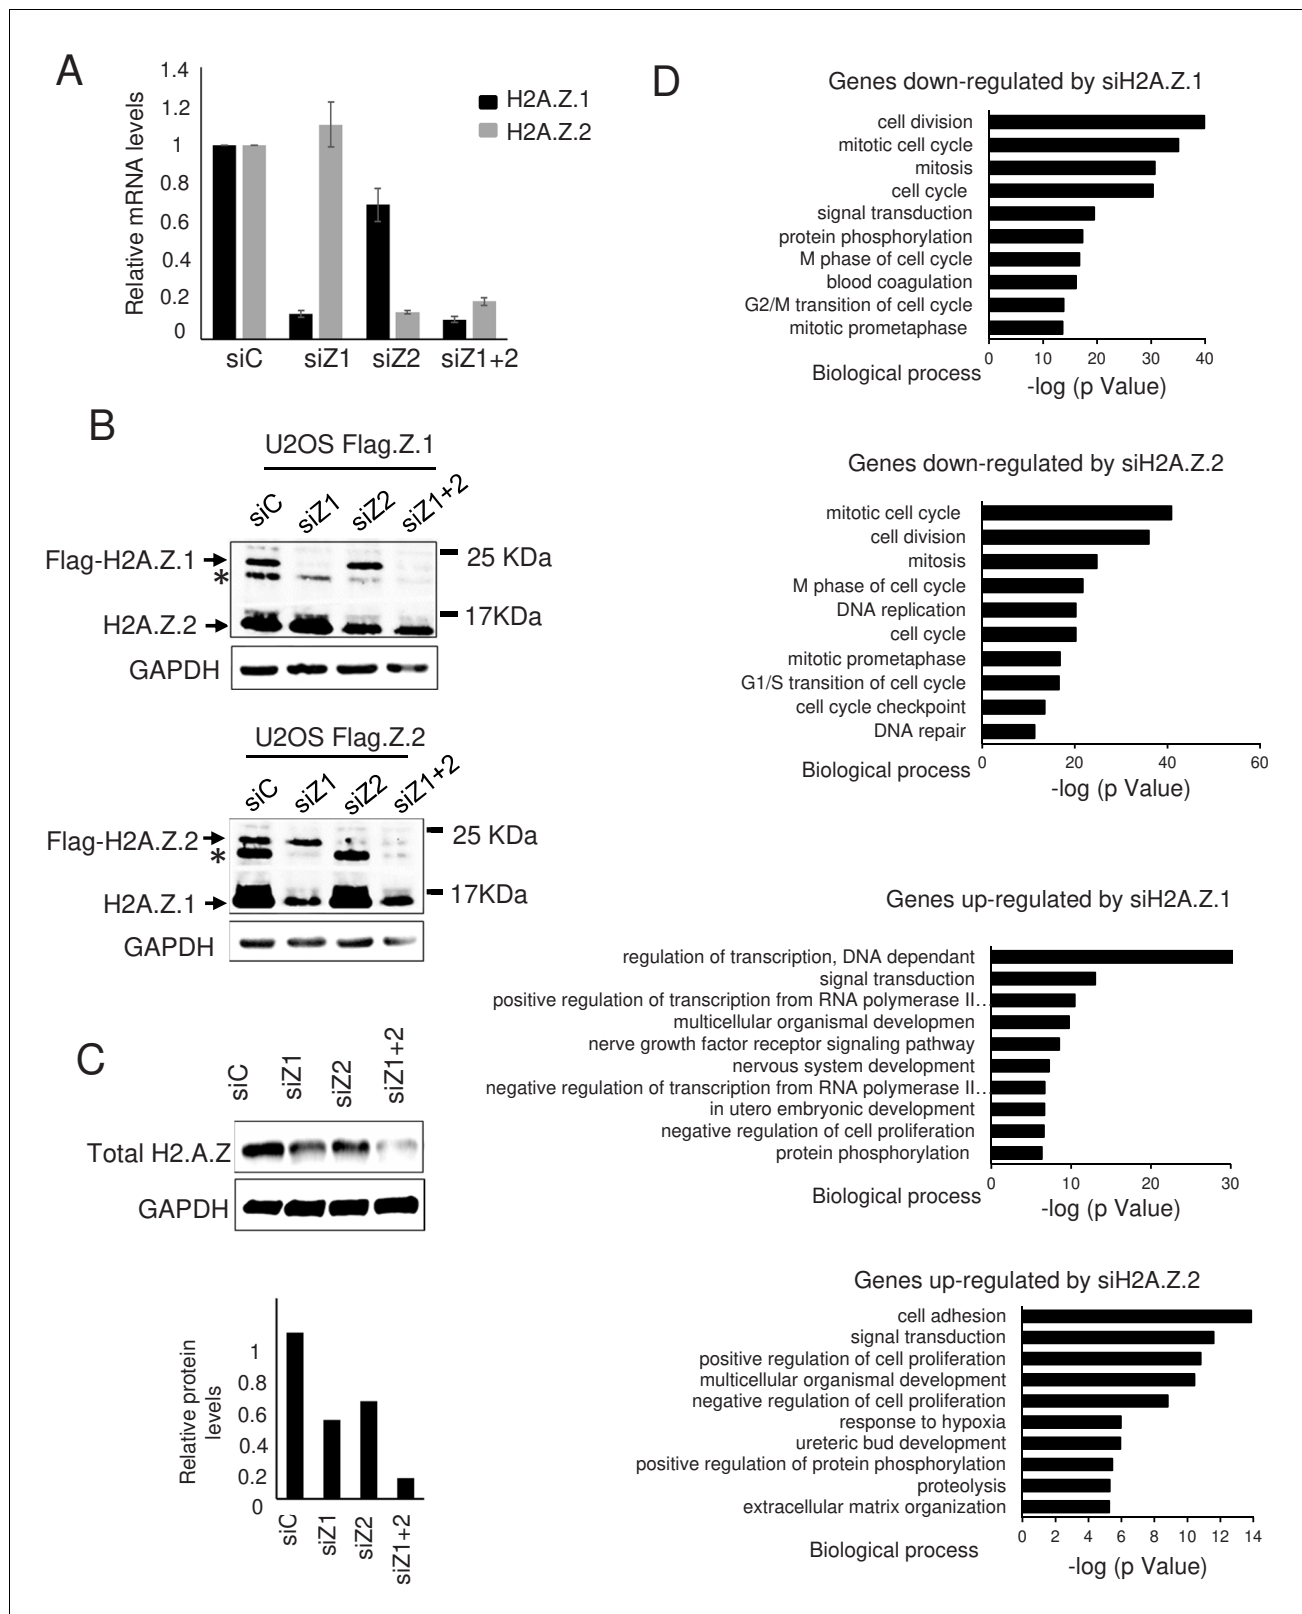 A
1.4
1.2
1
0.8
0.6
0.4
0.2
0
Relative mRNA levels
H2A.Z.1
H2A.Z.2
siC siZ1 siZ2 siZ1+2
B
U2OS Flag.Z.1
siC siZ1 siZ2 siZ1+2
Flag-H2A.Z.1
*
H2A.Z.2
25 KDa
17KDa
GAPDH
U2OS Flag.Z.2
siC siZ1 siZ2 siZ1+2
Flag-H2A.Z.2
*
H2A.Z.1
25 KDa
17KDa
GAPDH
C
siC siZ1 siZ2 siZ1+2
Total H2.A.Z
GAPDH
Relative protein
levels
1
0.8
0.6
0.4
0.2
0
siC siZ1 siZ2 siZ1+2
D
Genes down-regulated by siH2A.Z.1
cell division
mitotic cell cycle
mitosis
cell cycle
signal transduction
protein phosphorylation
M phase of cell cycle
blood coagulation
G2/M transition of cell cycle
mitotic prometaphase
0 10 20 30 40
Biological process
-log (p Value)
Genes down-regulated by siH2A.Z.2
mitotic cell cycle
cell division
mitosis
M phase of cell cycle
DNA replication
cell cycle
mitotic prometaphase
G1/S transition of cell cycle
cell cycle checkpoint
DNA repair
0 20 40 60
Biological process
-log (p Value)
Genes up-regulated by siH2A.Z.1
regulation of transcription, DNA dependant
signal transduction
positive regulation of transcription from RNA polymerase II...
multicellular organismal developmen
nerve growth factor receptor signaling pathway
nervous system development
negative regulation of transcription from RNA polymerase II...
in utero embryonic development
negative regulation of cell proliferation
protein phosphorylation
0 10 20 30
Biological process
-log (p Value)
Genes up-regulated by siH2A.Z.2
cell adhesion
signal transduction
positive regulation of cell proliferation
multicellular organismal development
negative regulation of cell proliferation
response to hypoxia
ureteric bud development
positive regulation of protein phosphorylation
proteolysis
extracellular matrix organization
0 2 4 6 8 10 12 14
Biological process
-log (p Value)